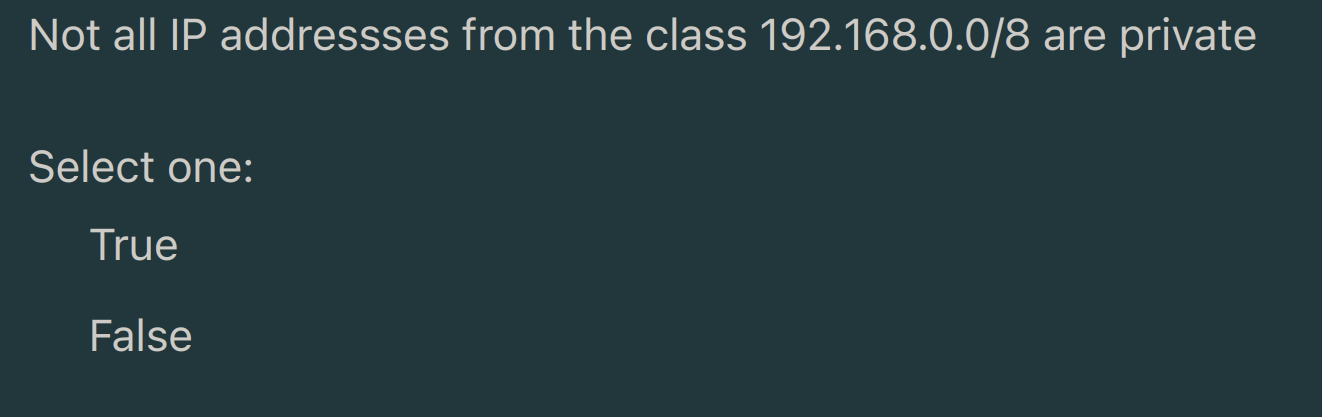 Not all IP addressses from the class 192.168.0.0/8 are private
Select one:
True
False